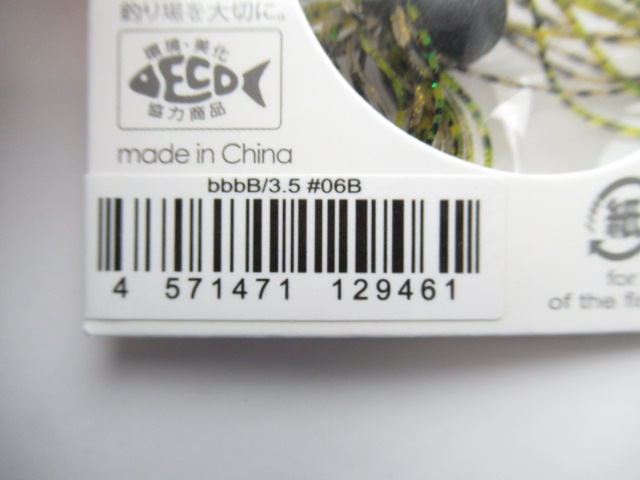 釣り場を大切に。
環境・美化
ECO
協力商品
made in China
bbbB/3.5 #06B
4 571471 129461
紙
for
of the